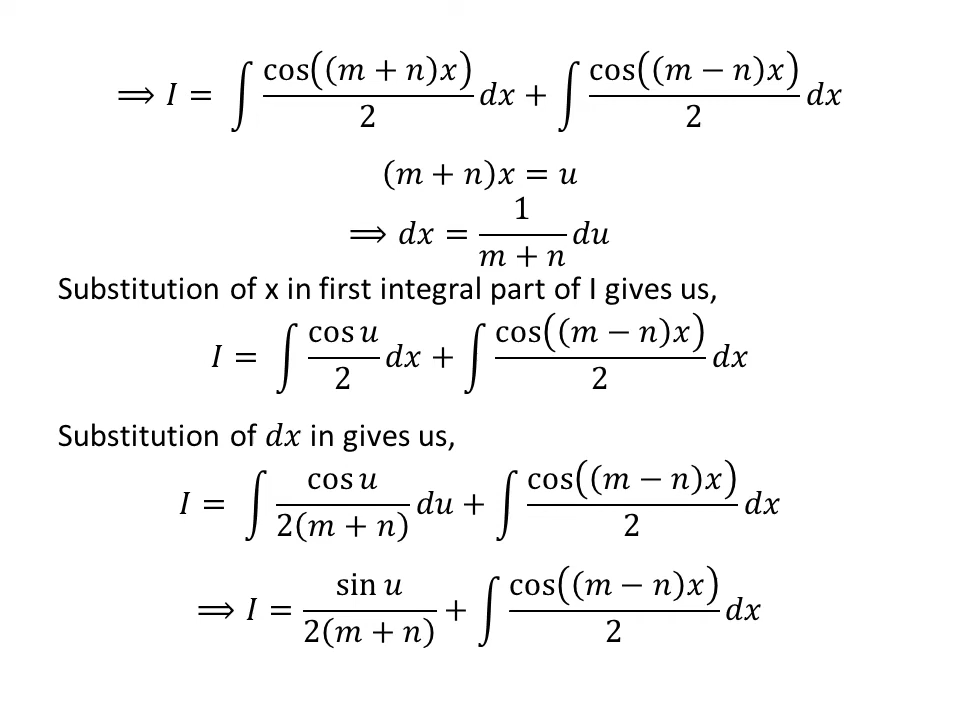 ⟹ I = ∫ cos((m + n)x)/2 dx + ∫ cos((m − n)x)/2 dx
(m + n)x = u
⟹ dx = 1/(m + n) du
Substitution of x in first integral part of I gives us,
I = ∫ cos u/2 dx + ∫ cos((m − n)x)/2 dx
Substitution of dx in gives us,
I = ∫ cos u/2(m + n) du + ∫ cos((m − n)x)/2 dx
⟹ I = sin u/2(m + n) + ∫ cos((m − n)x)/2 dx